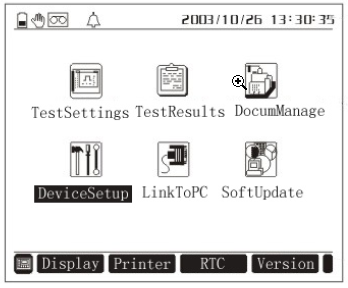 2003/10/26 13:30:35
TestSettings TestResults DocumManage
DeviceSetup LinkToPC SoftUpdate
Display Printer RTC Version